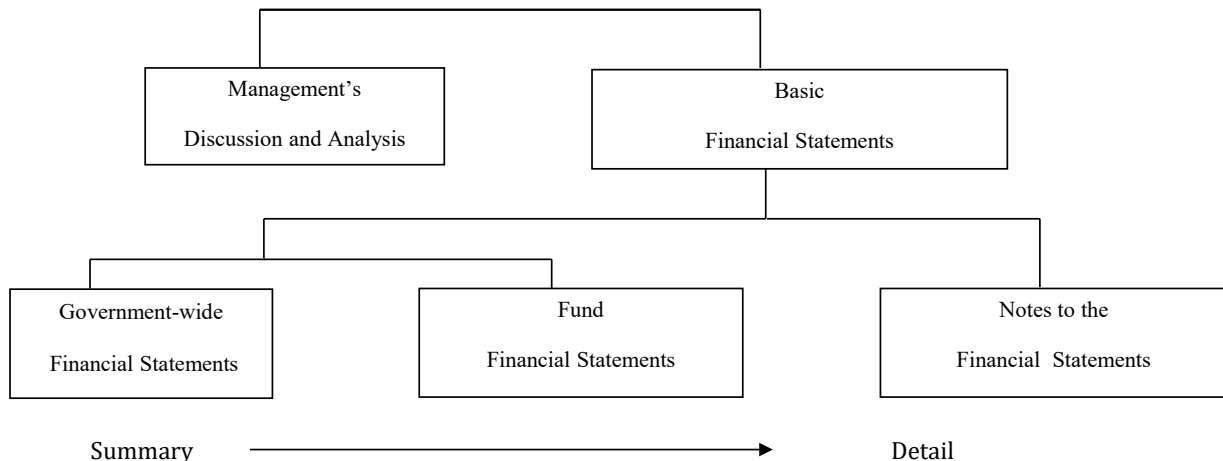 Management’s
Discussion and Analysis
Basic
Financial Statements
Government-wide
Financial Statements
Fund
Financial Statements
Notes to the
Financial Statements
Summary
Detail